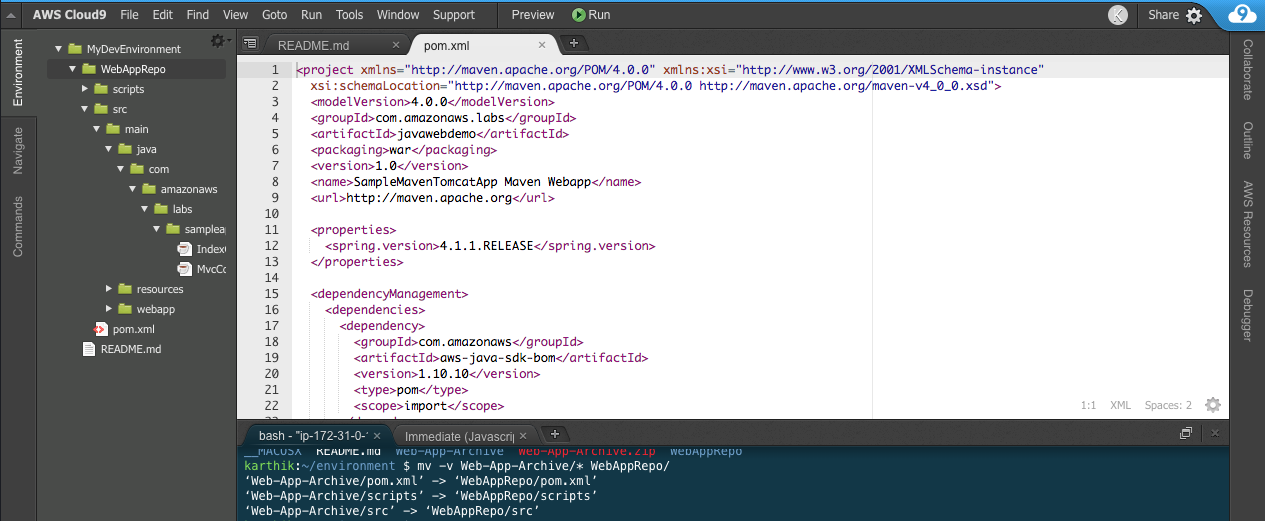 AWS Cloud9 File Edit Find View Goto Run Tools Window Support Preview Run K Share 9
Environment
Navigate
Commands
MyDevEnvironment
WebAppRepo
scripts
src
main
java
com
amazonaws
labs
sampleap
Index
MvcCo
resources
webapp
pom.xml
README.md
README.md pom.xml
1 <project xmlns="http://maven.apache.org/POM/4.0.0" xmlns:xsi="http://www.w3.org/2001/XMLSchema-instance"
2 xsi:schemaLocation="http://maven.apache.org/POM/4.0.0 http://maven.apache.org/maven-v4_0_0.xsd">
3 <modelVersion>4.0.0</modelVersion>
4 <groupId>com.amazonaws.labs</groupId>
5 <artifactId>javawebdemo</artifactId>
6 <packaging>war</packaging>
7 <version>1.0</version>
8 <name>SampleMavenTomcatApp Maven Webapp</name>
9 <url>http://maven.apache.org</url>
10
11 <properties>
12 <spring.version>4.1.1.RELEASE</spring.version>
13 </properties>
14
15 <dependencyManagement>
16 <dependencies>
17 <dependency>
18 <groupId>com.amazonaws</groupId>
19 <artifactId>aws-java-sdk-bom</artifactId>
20 <version>1.10.10</version>
21 <type>pom</type>
22 <scope>import</scope>
1:1 XML Spaces: 2
bash - "ip-172-31-0-1 Immediate (Javascrip
__MACOSX README.md Web-App-Archive Web-App-Archive.zip WebAppRepo
karthik:~/environment $ mv -v Web-App-Archive/* WebAppRepo/
‘Web-App-Archive/pom.xml’ -> ‘WebAppRepo/pom.xml’
‘Web-App-Archive/scripts’ -> ‘WebAppRepo/scripts’
‘Web-App-Archive/src’ -> ‘WebAppRepo/src’
Collaborate
Outline
AWS Resources
Debugger